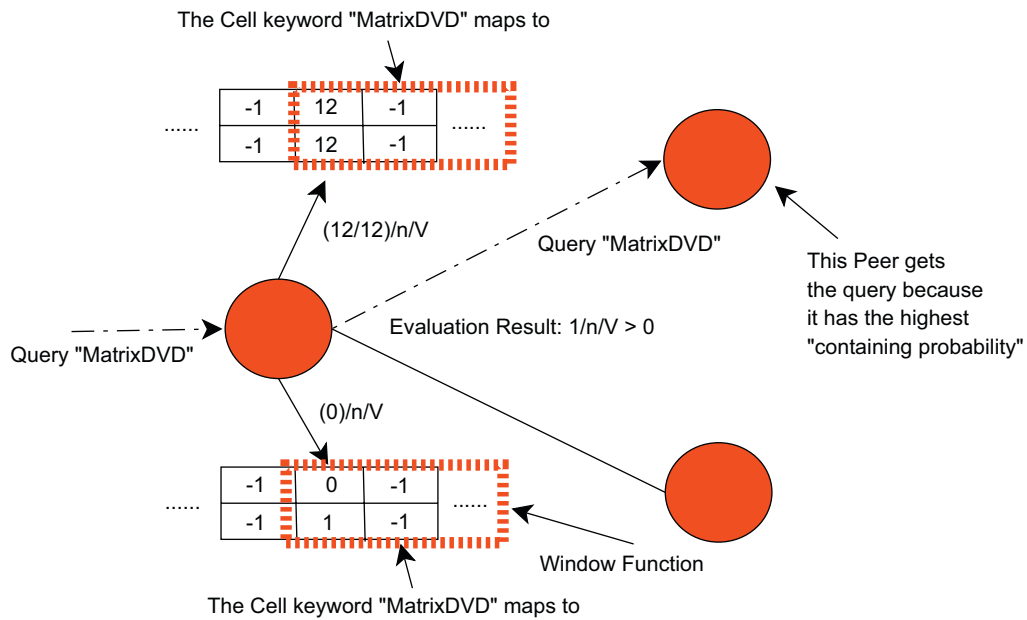 The Cell keyword "MatrixDVD" maps to
-1 12 -1
...... ......
-1 12 -1
(12/12)/n/V
Query "MatrixDVD"
This Peer gets
the query because
it has the highest
"containing probability"
Evaluation Result: 1/n/V > 0
Query "MatrixDVD"
(0)/n/V
-1 0 -1
...... ......
-1 1 -1
Window Function
The Cell keyword "MatrixDVD" maps to